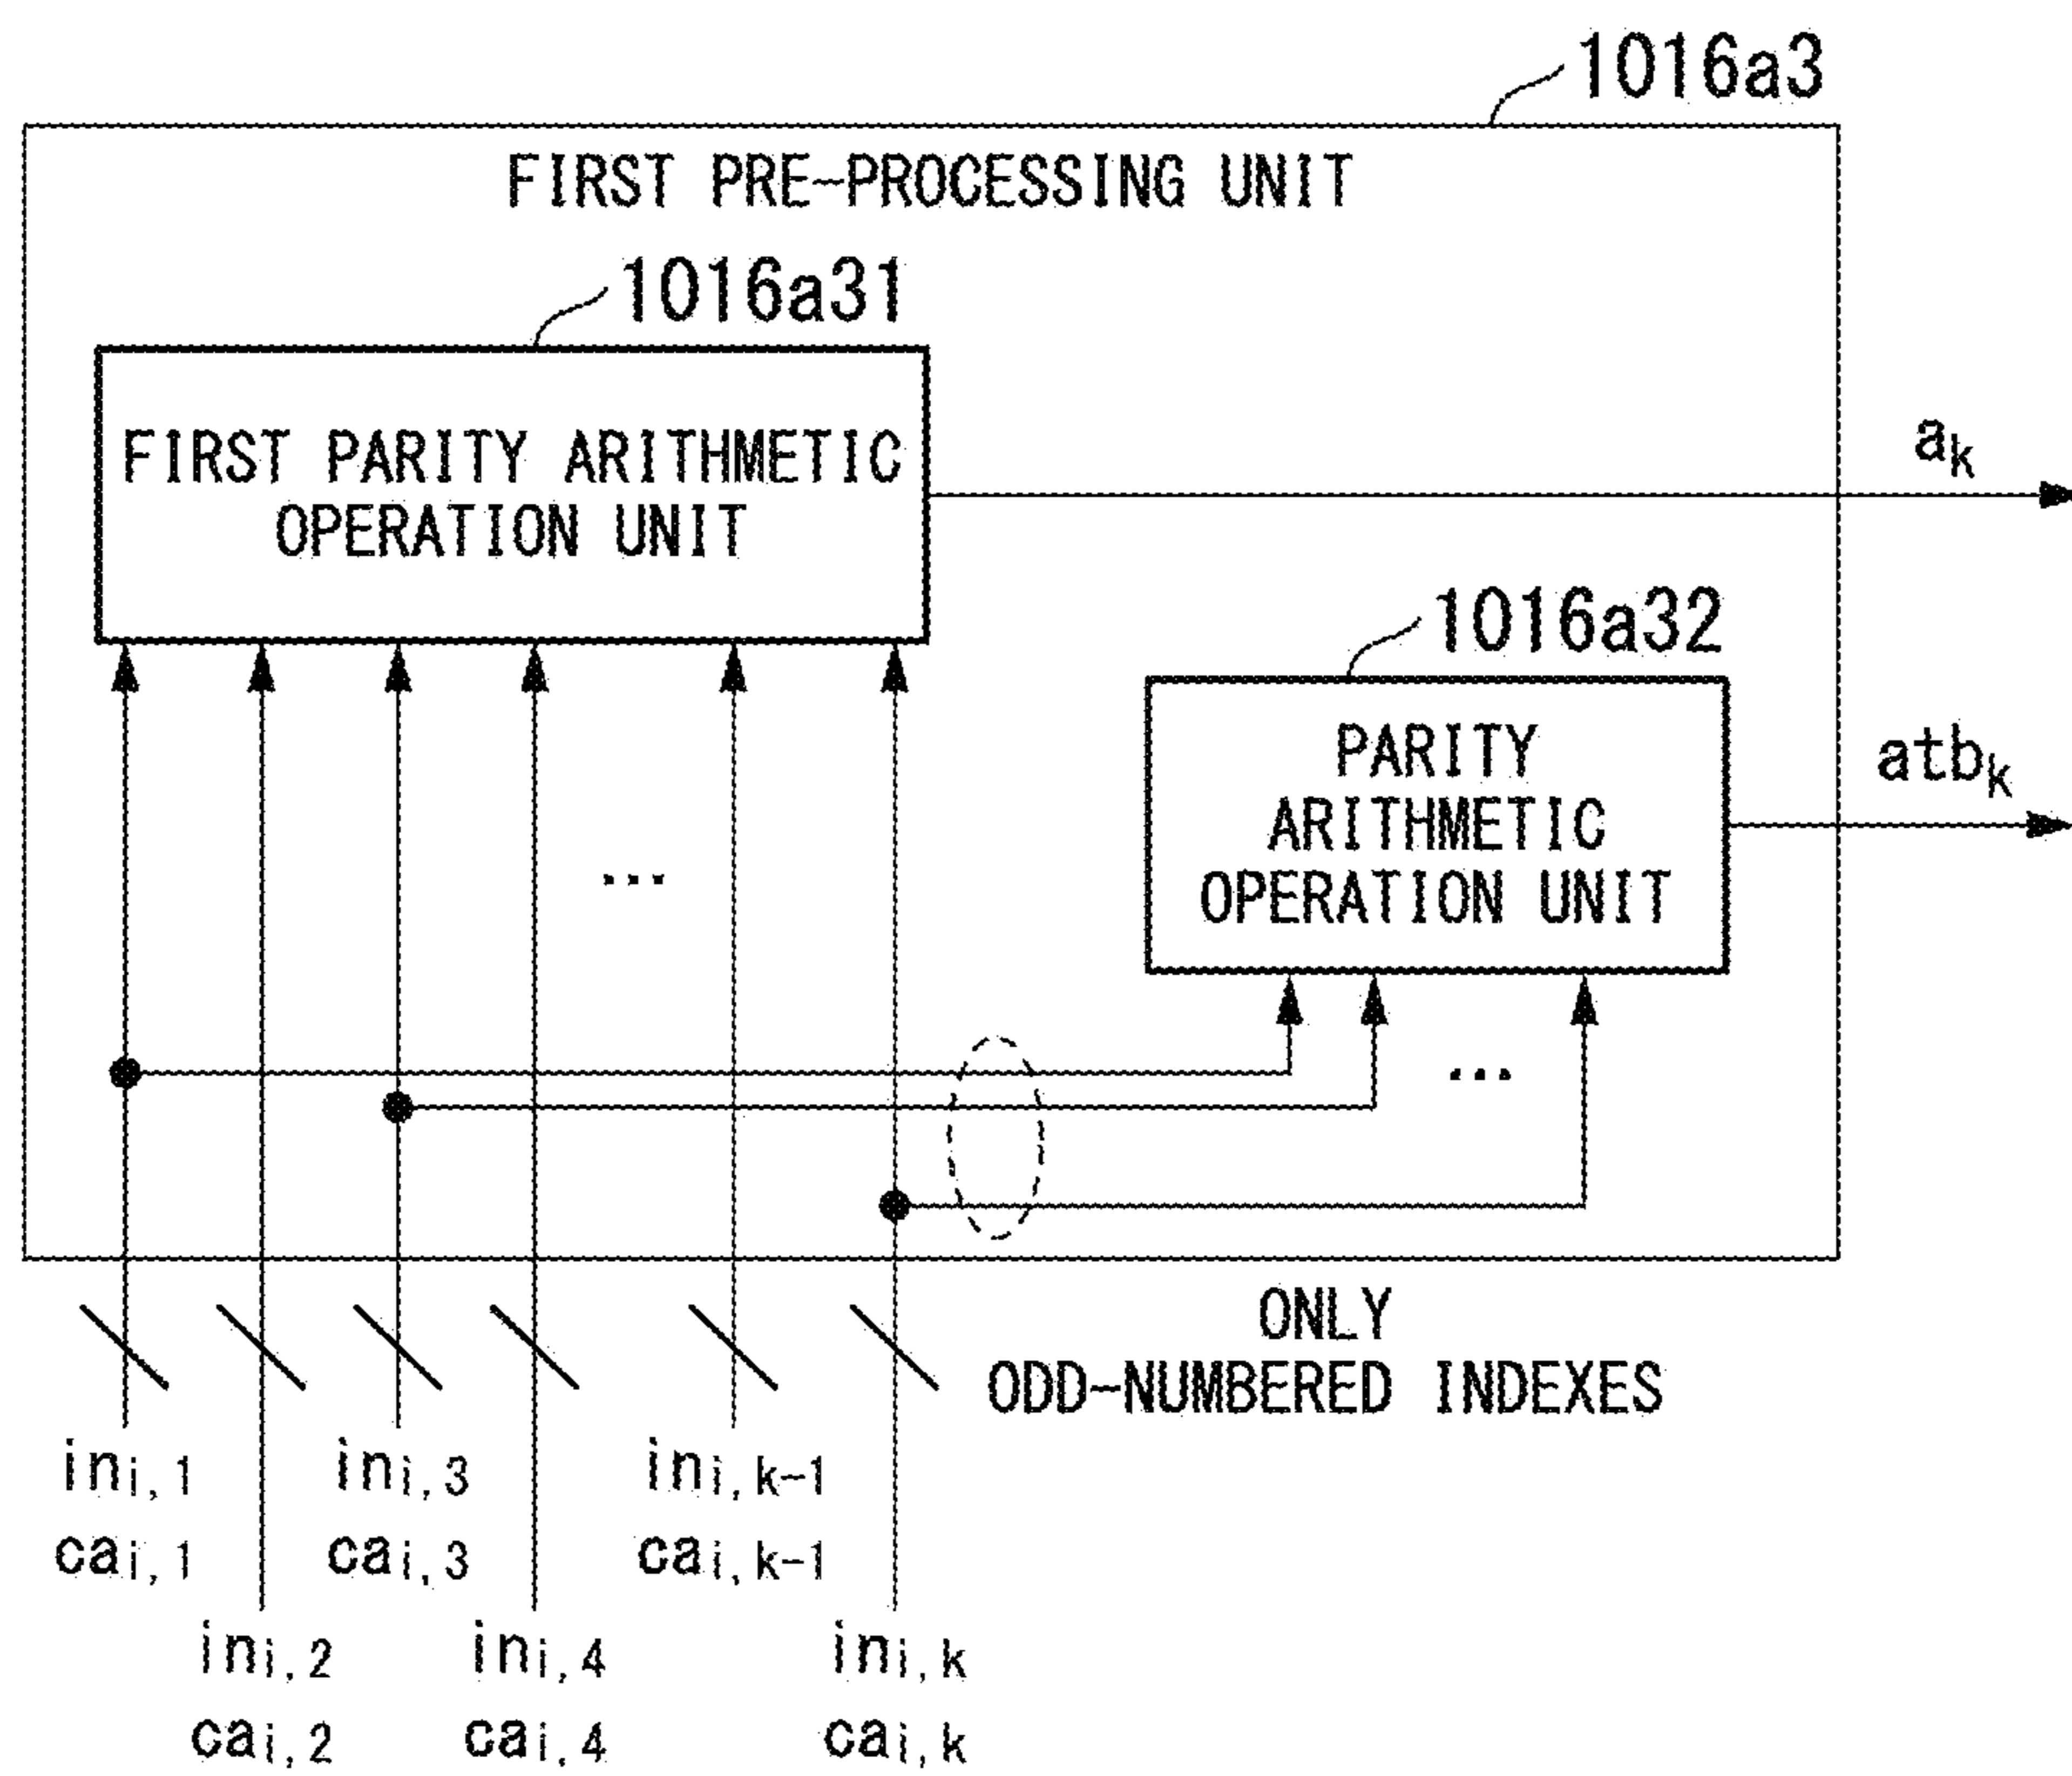 1016a3
FIRST PRE-PROCESSING UNIT
1016a31
FIRST PARITY ARITHMETIC
OPERATION UNIT
a_k
1016a32
PARITY
ARITHMETIC
OPERATION UNIT
atb_k
...
...
ONLY
ODD-NUMBERED INDEXES
in_i,1 in_i,3 in_i,k-1
ca_i,1 ca_i,3 ca_i,k-1
in_i,2 in_i,4 in_i,k
ca_i,2 ca_i,4 ca_i,k